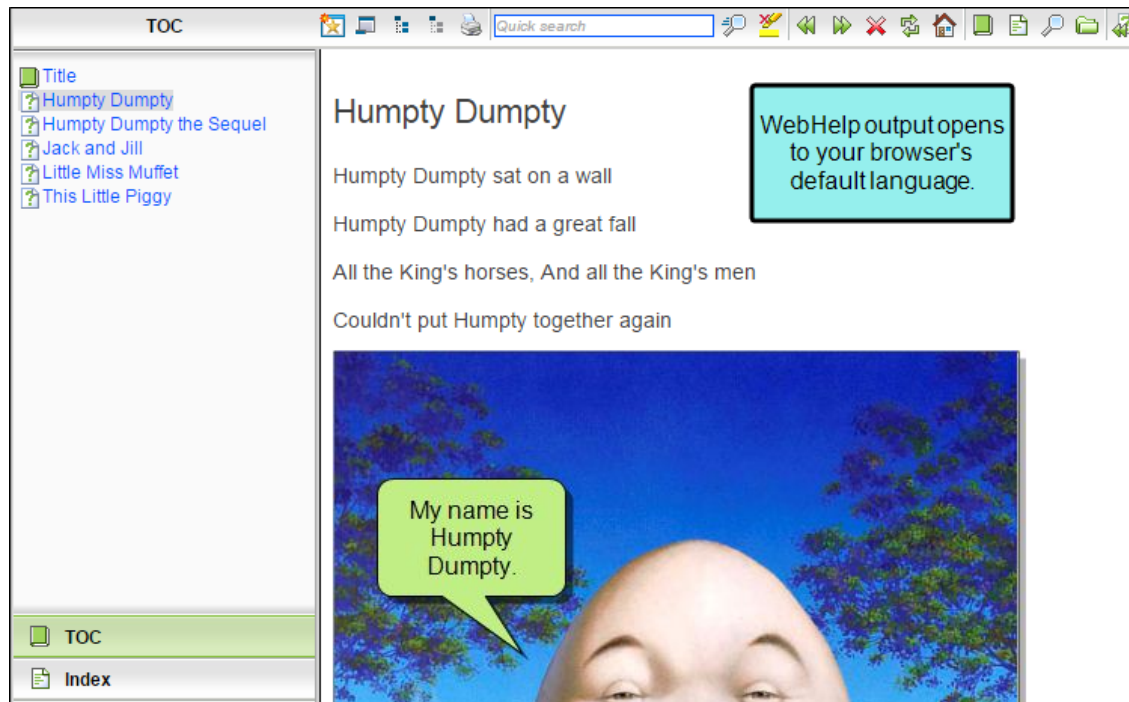 TOC
Quick search
Title
Humpty Dumpty
Humpty Dumpty the Sequel
Jack and Jill
Little Miss Muffet
This Little Piggy
TOC
Index
Humpty Dumpty
Humpty Dumpty sat on a wall
Humpty Dumpty had a great fall
All the King's horses, And all the King's men
Couldn't put Humpty together again
WebHelp output opens
to your browser's
default language.
My name is
Humpty
Dumpty.